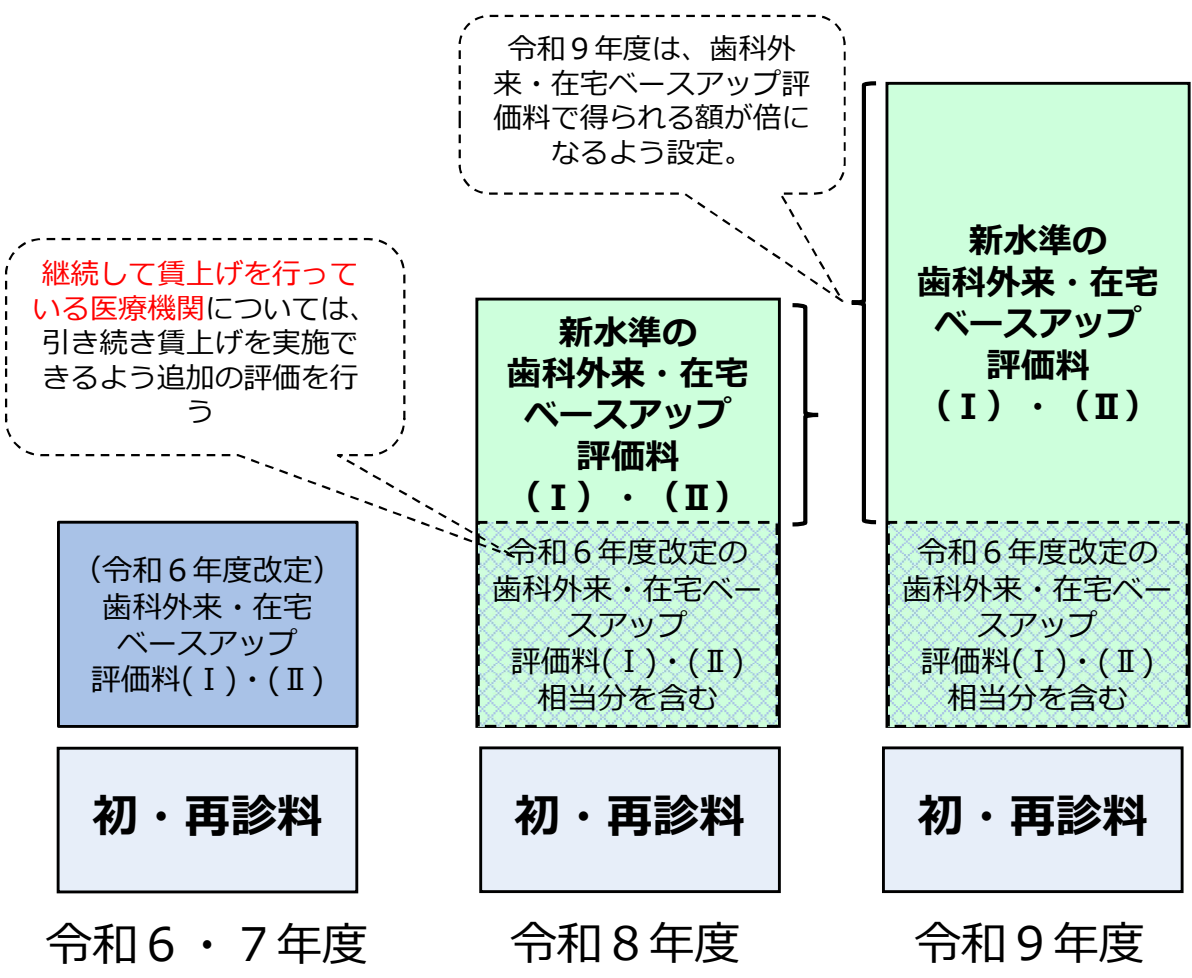 令和９年度は、歯科外
来・在宅ベースアップ評
価料で得られる額が倍に
なるよう設定。
継続して賃上げを行って
いる医療機関については、
引き続き賃上げを実施で
きるよう追加の評価を行
う
（令和６年度改定）
歯科外来・在宅
ベースアップ
評価料(Ⅰ)・(Ⅱ)
初・再診料
令和６・７年度
新水準の
歯科外来・在宅
ベースアップ
評価料
（Ⅰ）・（Ⅱ）
令和６年度改定の
歯科外来・在宅ベー
スアップ
評価料(Ⅰ)・(Ⅱ)
相当分を含む
初・再診料
令和８年度
新水準の
歯科外来・在宅
ベースアップ
評価料
（Ⅰ）・（Ⅱ）
令和６年度改定の
歯科外来・在宅ベー
スアップ
評価料(Ⅰ)・(Ⅱ)
相当分を含む
初・再診料
令和９年度